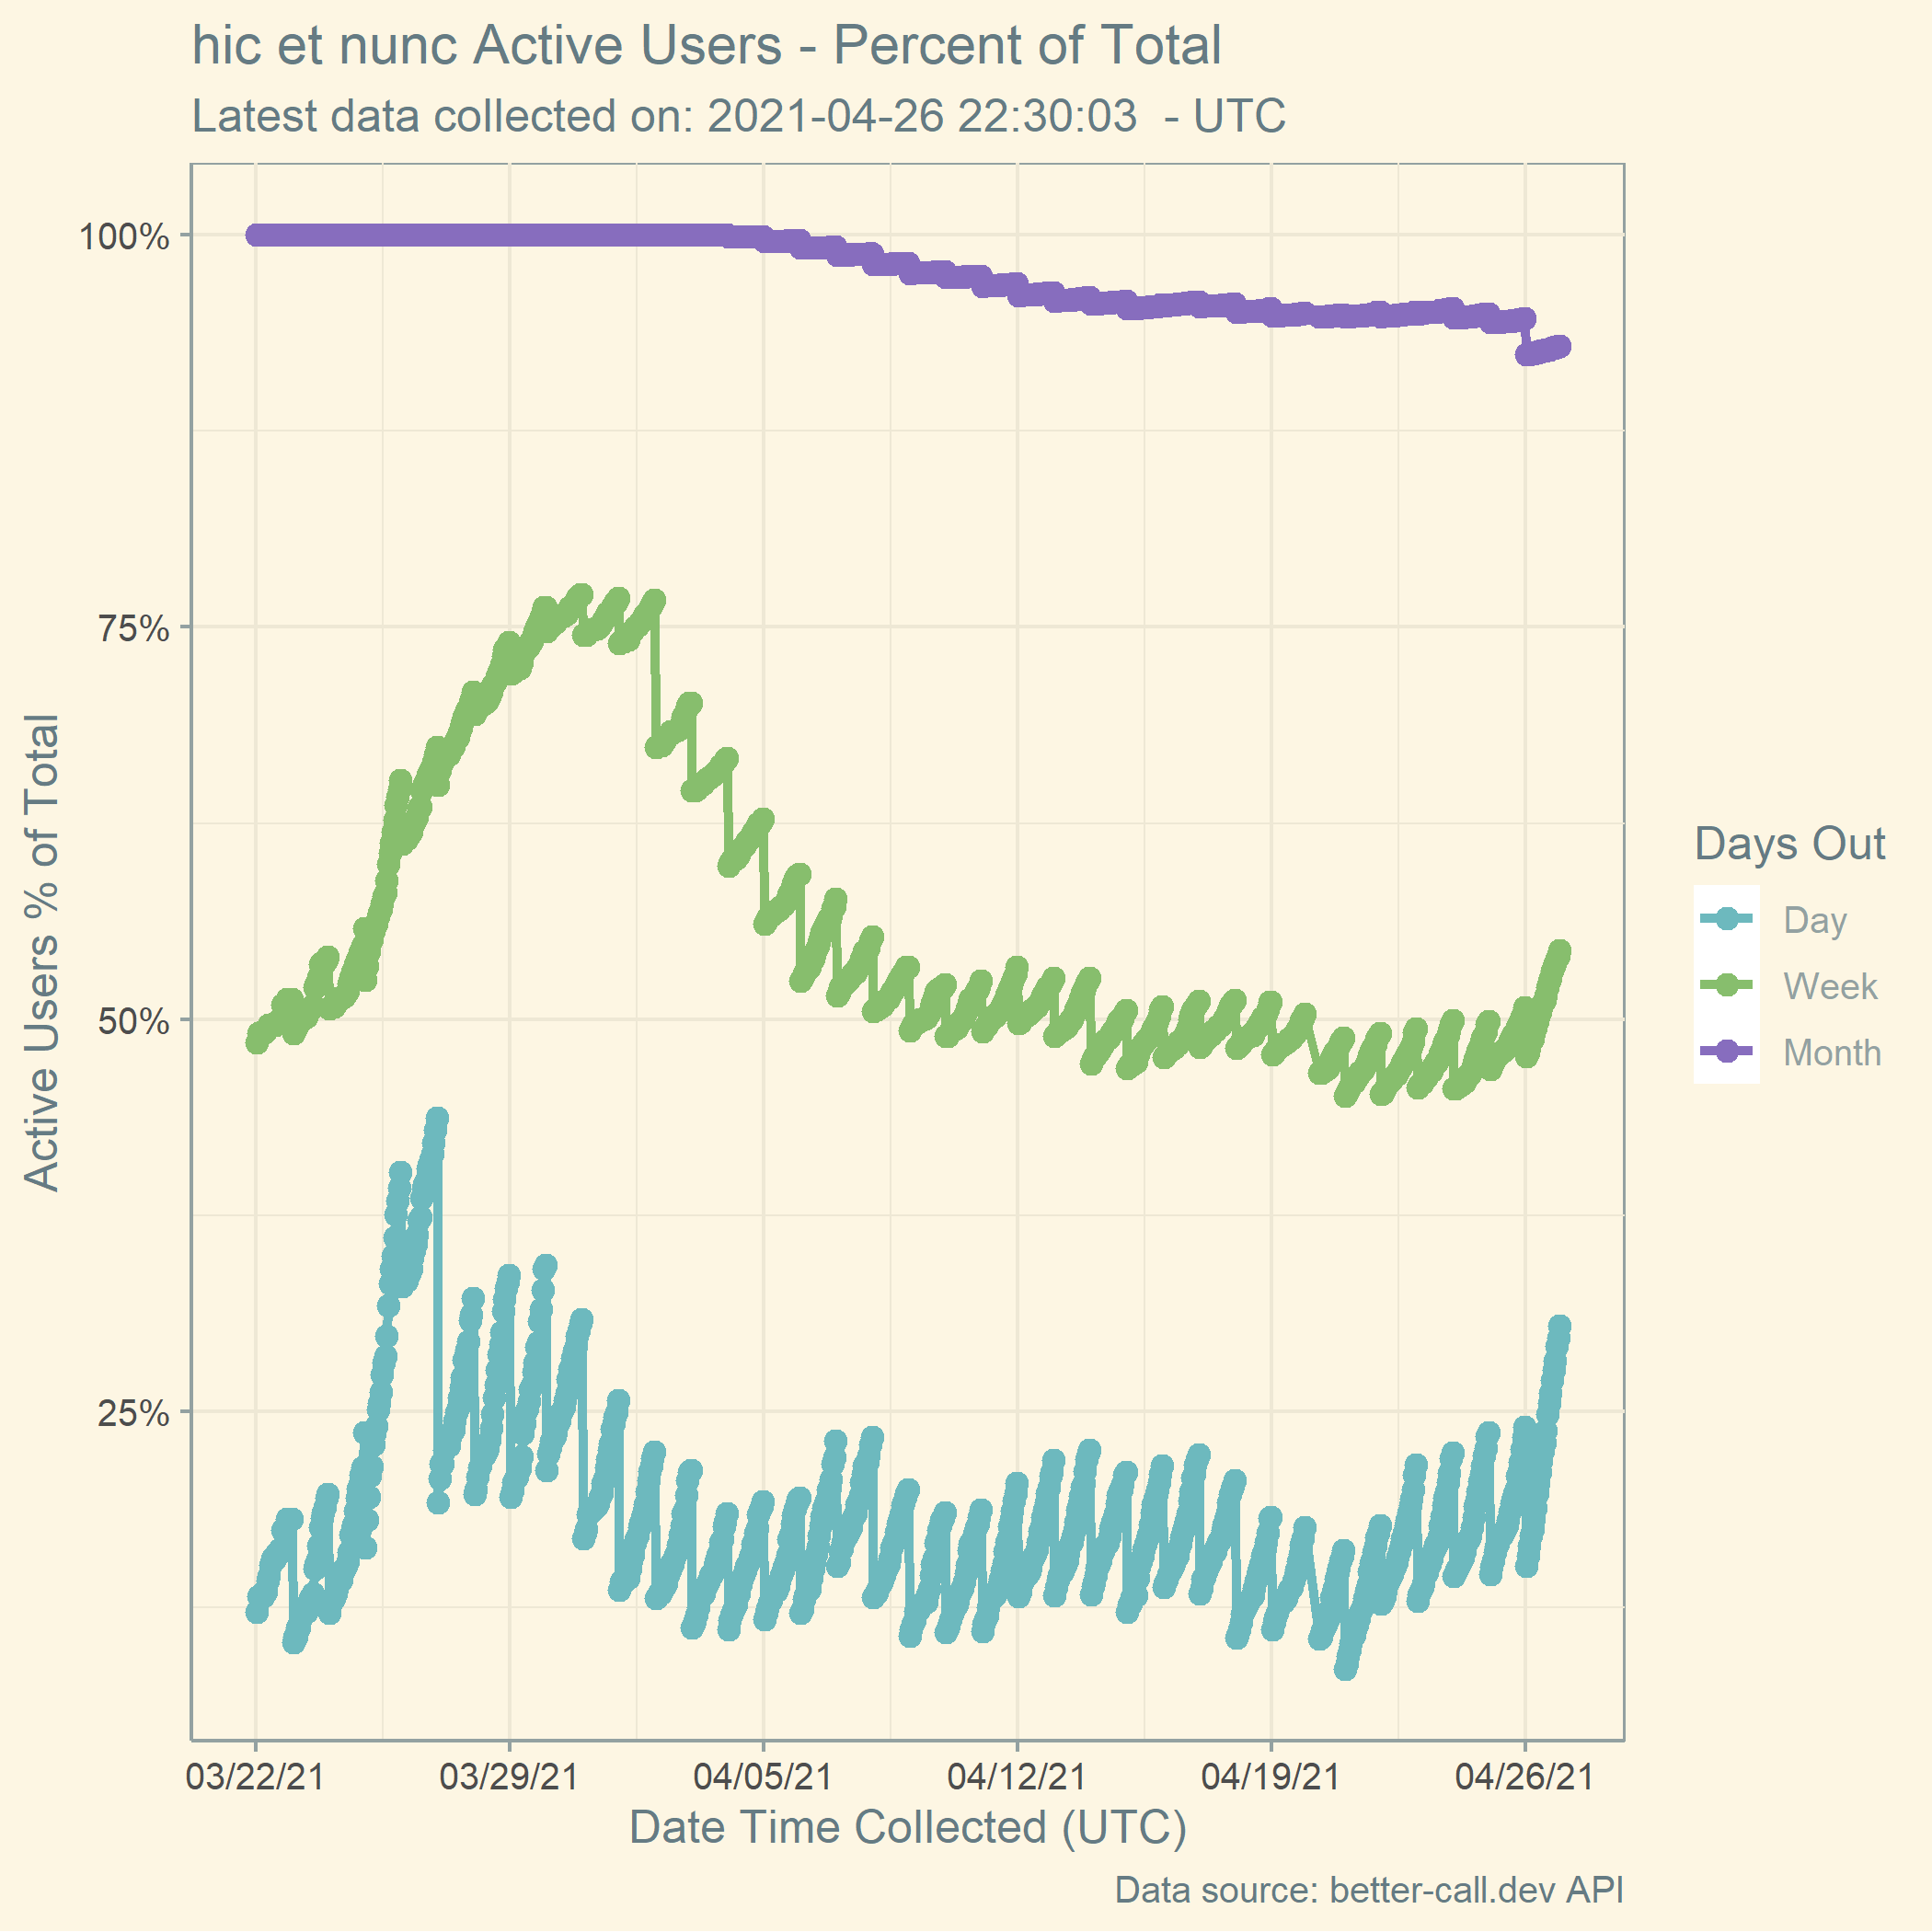 hic et nunc Active Users - Percent of Total
Latest data collected on: 2021-04-26 22:30:03  - UTC
Active Users % of Total
100%
75%
50%
25%
03/22/21
03/29/21
04/05/21
04/12/21
04/19/21
04/26/21
Date Time Collected (UTC)
Days Out
Day
Week
Month
Data source: better-call.dev API